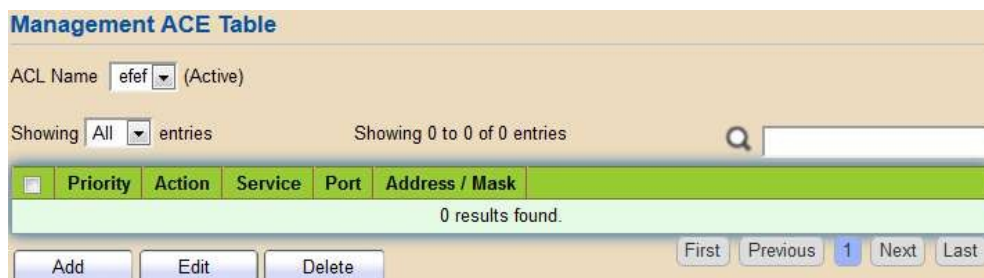 Management ACE Table
ACL Name efef (Active)
Showing All entries Showing 0 to 0 of 0 entries
Priority Action Service Port Address / Mask
0 results found.
Add Edit Delete First Previous 1 Next Last